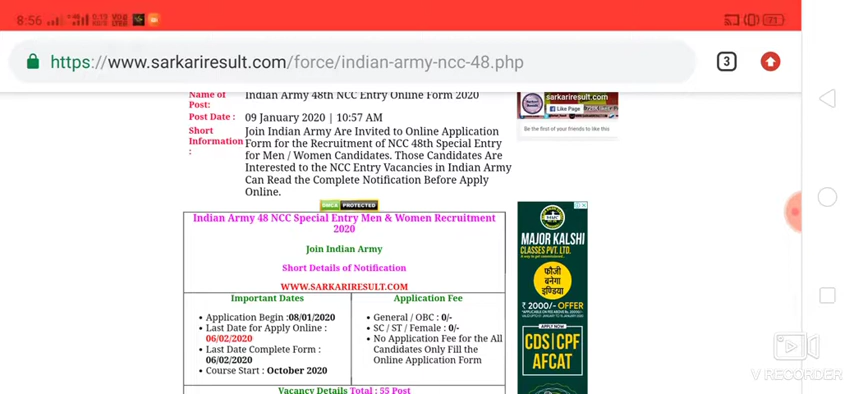 8:56
https://www.sarkariresult.com/force/indian-army-ncc-48.php
3
Name of Post:
Indian Army 48th NCC Entry Online Form 2020
Post Date :
09 January 2020 | 10:57 AM
Short Information :
Join Indian Army Are Invited to Online Application
Form for the Recruitment of NCC 48th Special Entry
for Men / Women Candidates. Those Candidates Are
Interested to the NCC Entry Vacancies in Indian Army
Can Read the Complete Notification Before Apply
Online.
DMCA PROTECTED
Indian Army 48 NCC Special Entry Men & Women Recruitment
2020
Join Indian Army
Short Details of Notification
WWW.SARKARIRESULT.COM
Important Dates
Application Begin :08/01/2020
Last Date for Apply Online :
06/02/2020
Last Date Complete Form :
06/02/2020
Course Start : October 2020
Application Fee
General / OBC : 0/-
SC / ST / Female : 0/-
No Application Fee for the All
Candidates Only Fill the
Online Application Form
Vacancy Details Total : 55 Post
sarkariresult.com
Like Page
Be the first of your friends to like this
MAJOR KALSHI
CLASSES PVT. LTD.
फौजी
बनेगा
इण्डिया
₹ 2000/- OFFER
APPLY NOW
CDS|CPF
AFCAT
V RECORDER